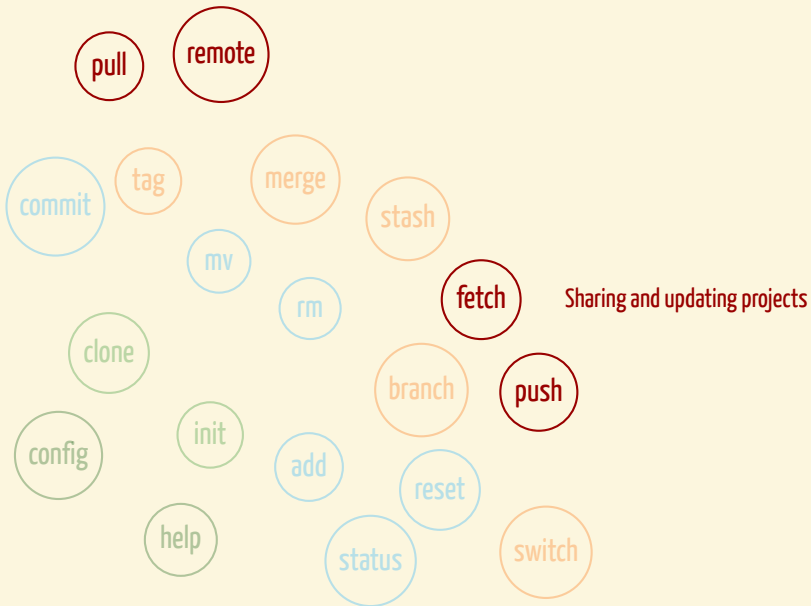 pull
remote
commit
tag
merge
stash
mv
rm
fetch
Sharing and updating projects
clone
branch
push
config
init
add
reset
help
status
switch